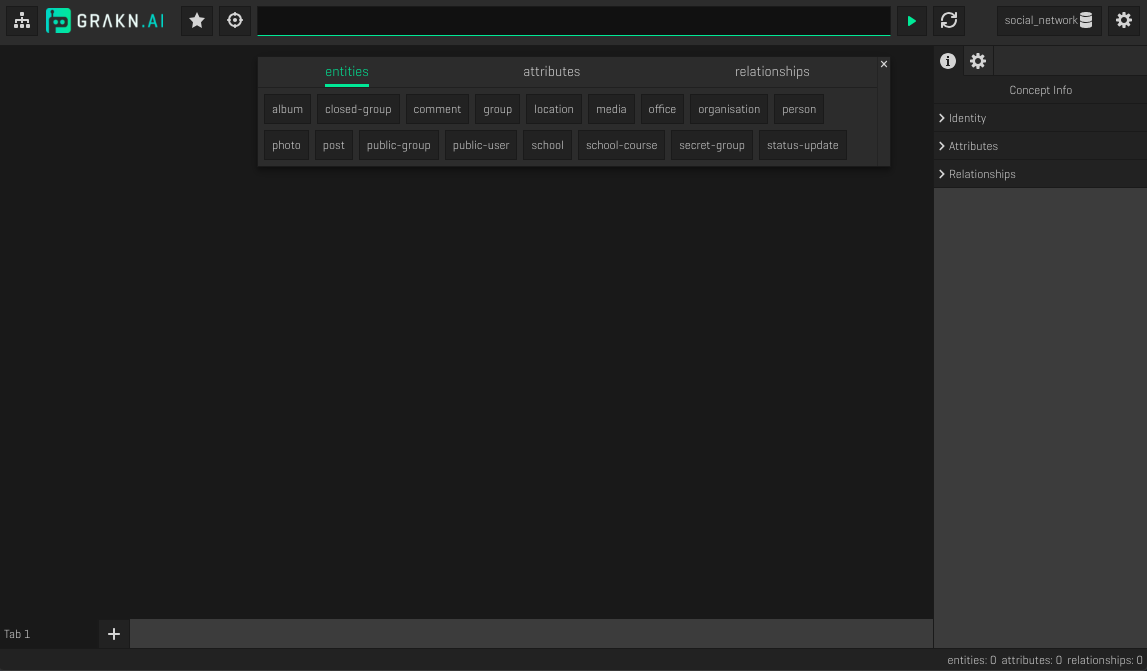 GRAKN.AI
social_network
entities attributes relationships
album closed-group comment group location media office organisation person
photo post public-group public-user school school-course secret-group status-update
Concept Info
Identity
Attributes
Relationships
Tab 1
entities: 0 attributes: 0 relationships: 0